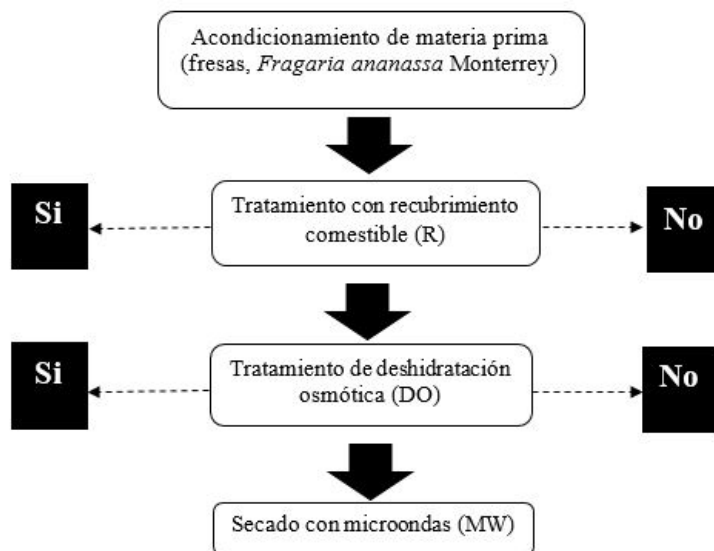 Acondicionamiento de materia prima
(fresas, Fragaria ananassa Monterrey)
Si
Tratamiento con recubrimiento
comestible (R)
No
Si
Tratamiento de deshidratación
osmótica (DO)
No
Secado con microondas (MW)